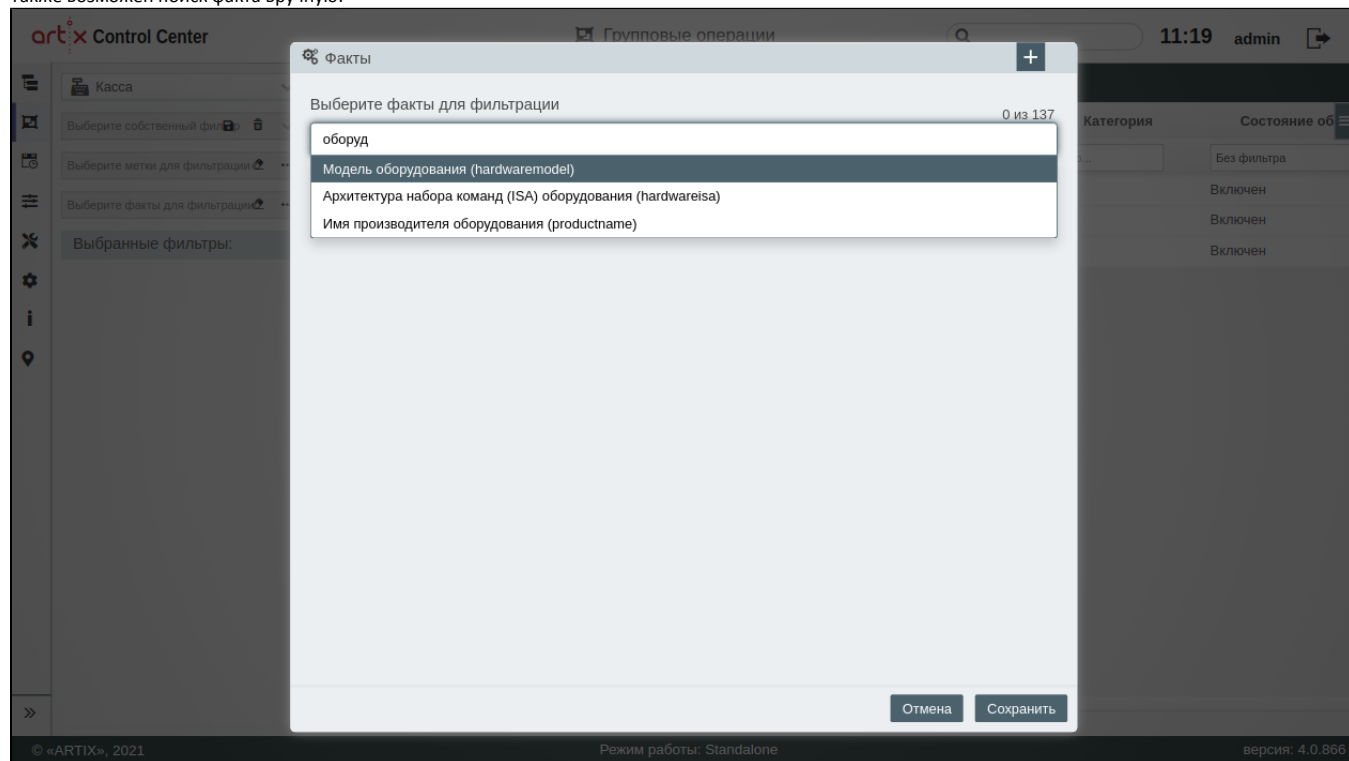 Также возможен поиск факта вручную.
artix Control Center
Групповые операции
11:19 admin
Факты
+
Касса
Выберите факты для фильтрации
0 из 137
Категория
Состояние об
Выберите собственный фил
оборуд
Выберите метки для фильтрации
Модель оборудования (hardwaremodel)
Без фильтра
Архитектура набора команд (ISA) оборудования (hardwareisa)
Включен
Выберите факты для фильтрации
Имя производителя оборудования (productname)
Включен
Выбранные фильтры:
Включен
Отмена
Сохранить
© «ARTIX», 2021
Режим работы: Standalone
версия: 4.0.866